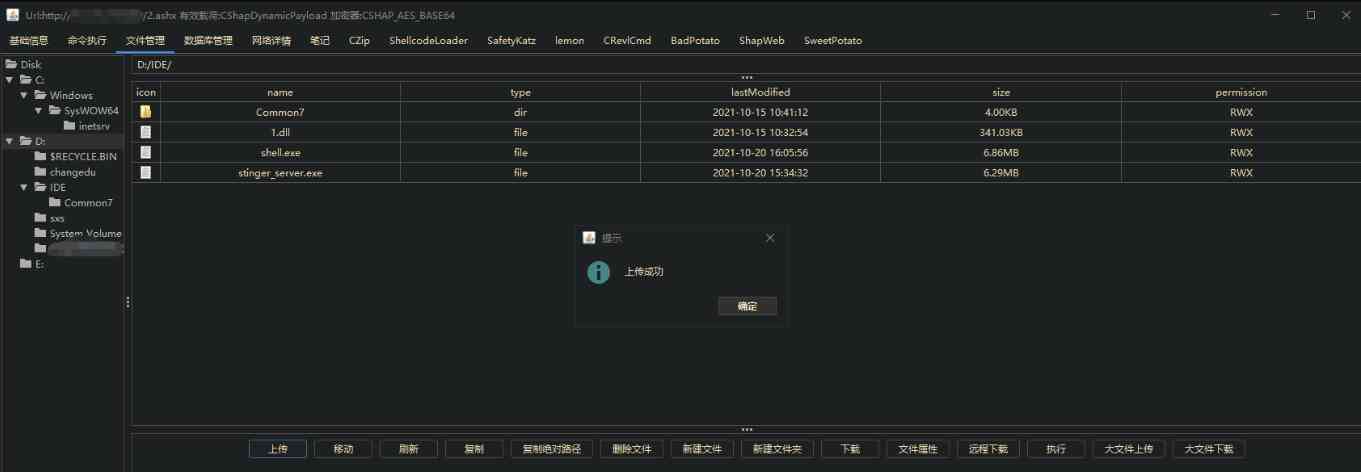 Url:http:// /2.ashx 有效载荷:CShapDynamicPayload 加密器:CSHAP_AES_BASE64
基础信息 命令执行 文件管理 数据库管理 网络详情 笔记 CZip ShellcodeLoader SafetyKatz lemon CRevlCmd BadPotato ShapWeb SweetPotato
Disk
C:
Windows
SysWOW64
inetsrv
D:
$RECYCLE.BIN
changedu
IDE
Common7
sxs
System Volume
E:
D:/IDE/
icon name type lastModified size permission
Common7 dir 2021-10-15 10:41:12 4.00KB RWX
1.dll file 2021-10-15 10:32:54 341.03KB RWX
shell.exe file 2021-10-20 16:05:56 6.86MB RWX
stinger_server.exe file 2021-10-20 15:34:32 6.29MB RWX
提示
上传成功
确定
上传 移动 刷新 复制 复制绝对路径 删除文件 新建文件 新建文件夹 下载 文件属性 远程下载 执行 大文件上传 大文件下载